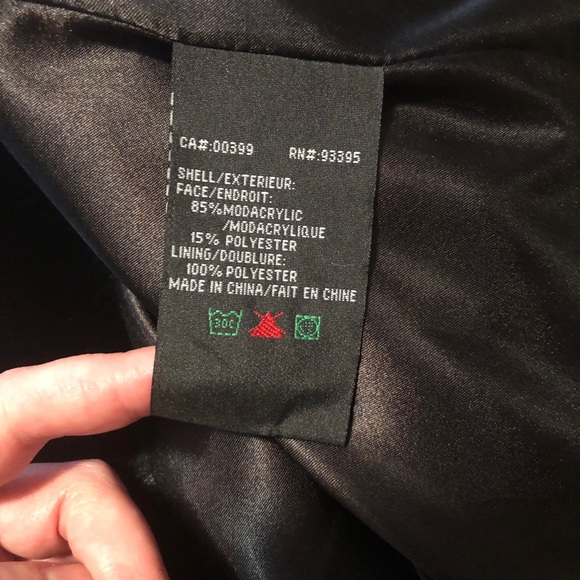 CA#:00399 RN#:93395
SHELL/EXTERIEUR:
FACE/ENDROIT:
85%MODACRYLIC
/MODACRYLIQUE
15% POLYESTER
LINING/DOUBLURE:
100%POLYESTER
MADE IN CHINA/FAIT EN CHINE
30C